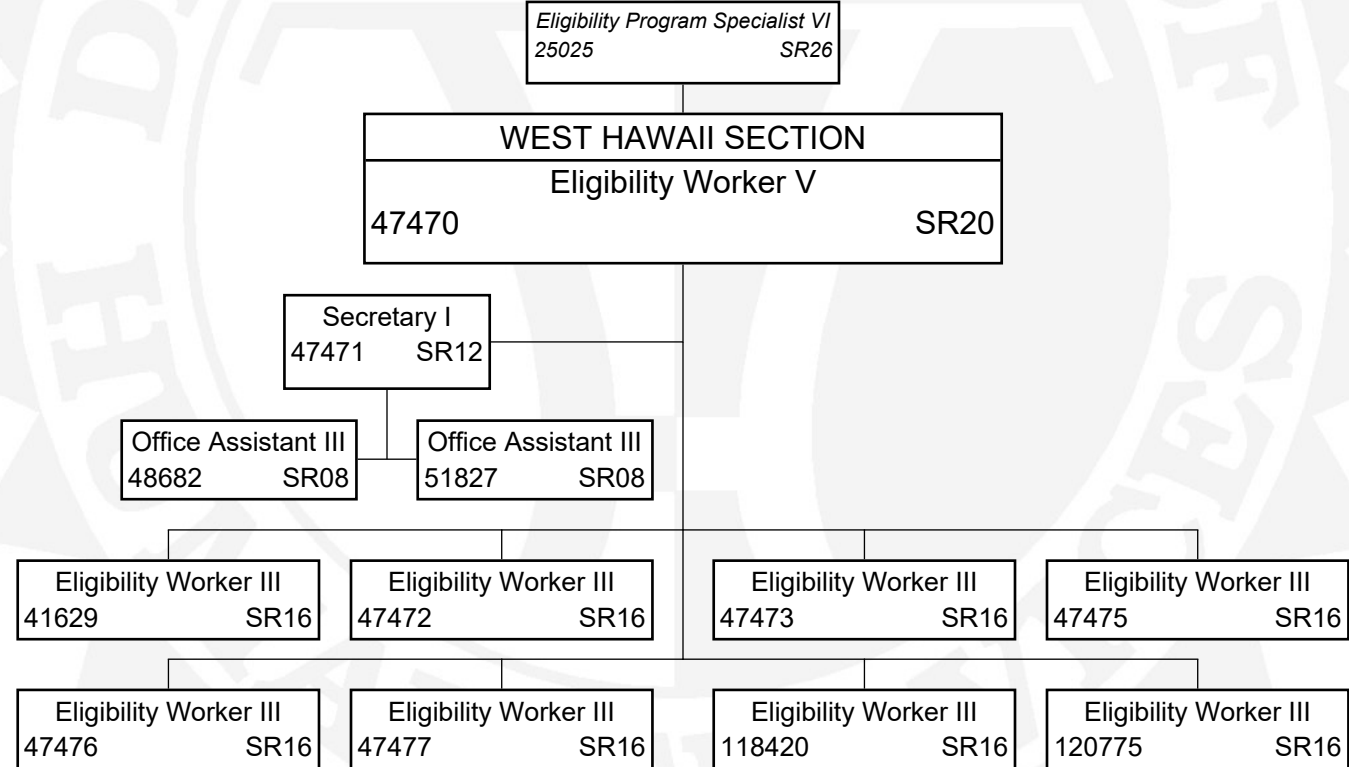 Eligibility Program Specialist VI
25025 SR26
WEST HAWAII SECTION
Eligibility Worker V
47470 SR20
Secretary I
47471 SR12
Office Assistant III
48682 SR08
Office Assistant III
51827 SR08
Eligibility Worker III
41629 SR16
Eligibility Worker III
47472 SR16
Eligibility Worker III
47473 SR16
Eligibility Worker III
47475 SR16
Eligibility Worker III
47476 SR16
Eligibility Worker III
47477 SR16
Eligibility Worker III
118420 SR16
Eligibility Worker III
120775 SR16